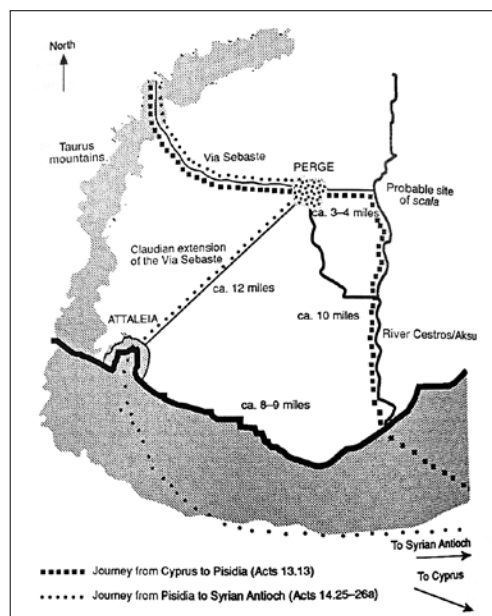 North
Taurus
mountains
Via Sebaste
PERGE
Probable site
of scala
ca. 3–4 miles
Claudian extension
of the Via Sebaste
ca. 12 miles
ATTALEIA
ca. 10 miles
River Cestros/Aksu
ca. 8–9 miles
To Syrian Antioch
To Cyprus
Journey from Cyprus to Pisidia (Acts 13.13)
Journey from Pisidia to Syrian Antioch (Acts 14.25–26a)